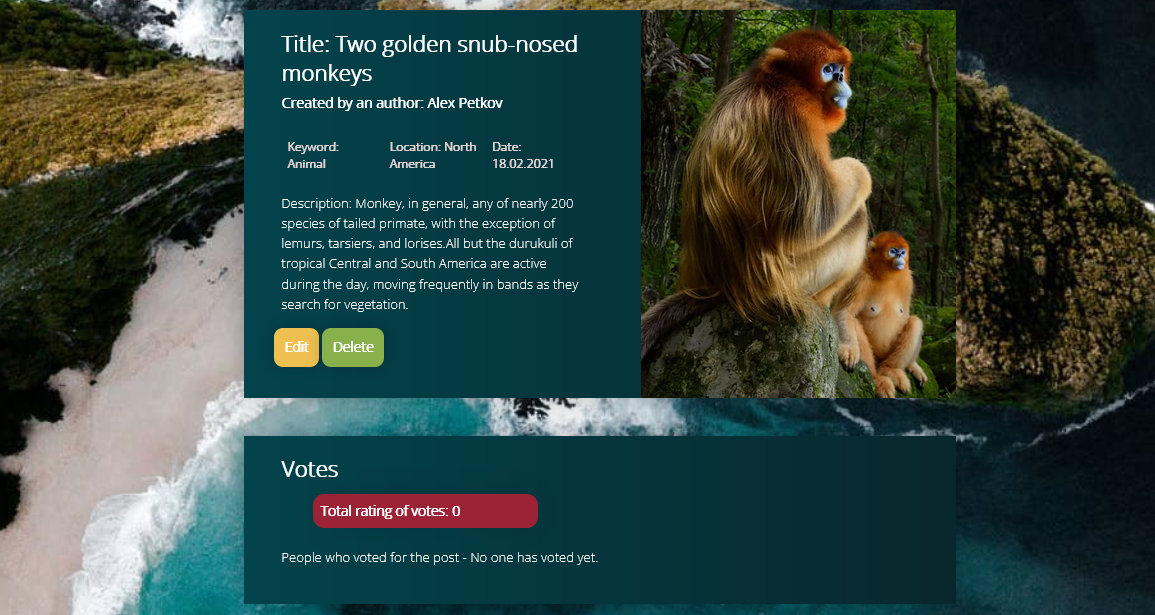 Title: Two golden snub-nosed
monkeys
Created by an author: Alex Petkov
Keyword:
Animal
Location: North
America
Date:
18.02.2021
Description: Monkey, in general, any of nearly 200
species of tailed primate, with the exception of
lemurs, tarsiers, and lorises.All but the durukuli of
tropical Central and South America are active
during the day, moving frequently in bands as they
search for vegetation.
Edit
Delete
Votes
Total rating of votes: 0
People who voted for the post - No one has voted yet.